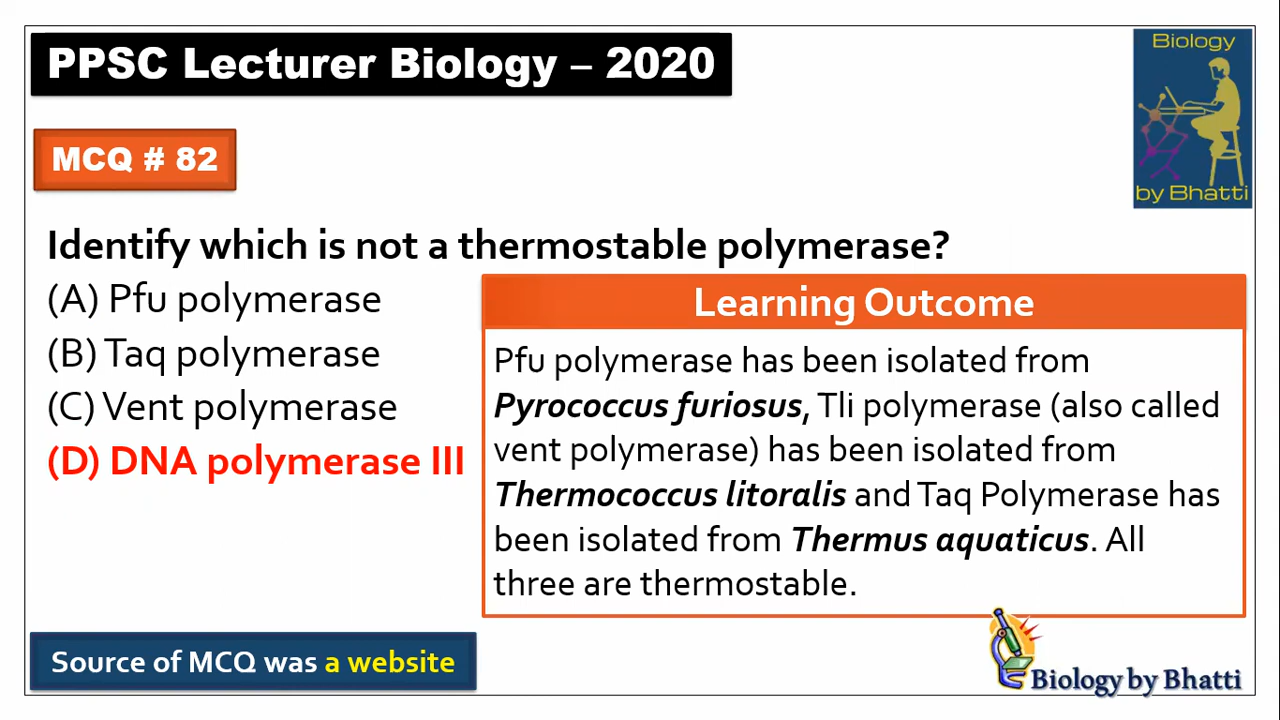 PPSC Lecturer Biology – 2020
Biology
by Bhatti
MCQ # 82
Identify which is not a thermostable polymerase?
(A) Pfu polymerase
(B) Taq polymerase
(C) Vent polymerase
(D) DNA polymerase III
Learning Outcome
Pfu polymerase has been isolated from
Pyrococcus furiosus, Tli polymerase (also called
vent polymerase) has been isolated from
Thermococcus litoralis and Taq Polymerase has
been isolated from Thermus aquaticus. All
three are thermostable.
Source of MCQ was a website
Biology by Bhatti